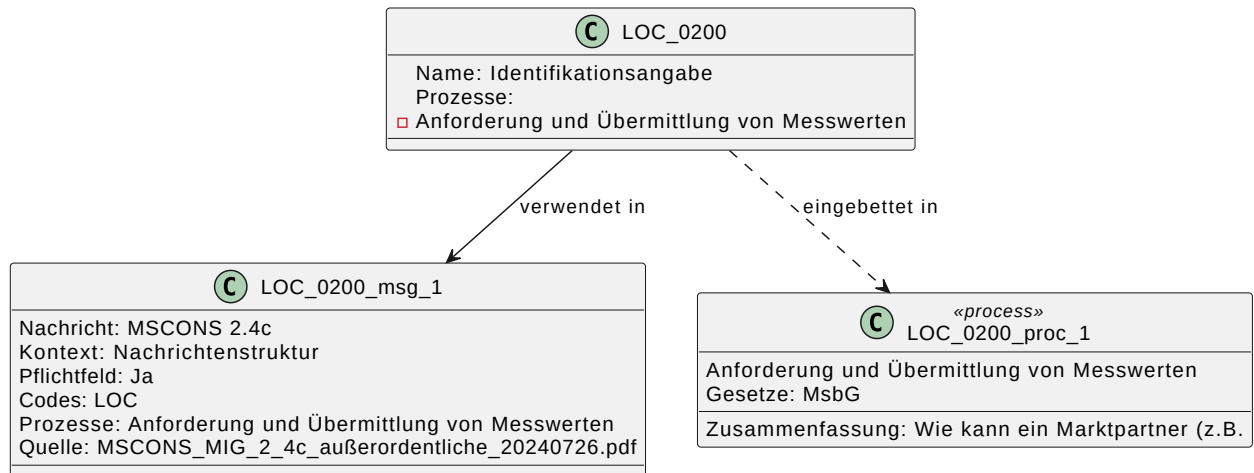 C LOC_0200
Name: Identifikationsangabe
Prozesse:
Anforderung und Übermittlung von Messwerten
verwendet in
eingebettet in
C LOC_0200_msg_1
Nachricht: MSCONS 2.4c
Kontext: Nachrichtenstruktur
Pflichtfeld: Ja
Codes: LOC
Prozesse: Anforderung und Übermittlung von Messwerten
Quelle: MSCONS_MIG_2_4c_außerordentliche_20240726.pdf
«process»
C LOC_0200_proc_1
Anforderung und Übermittlung von Messwerten
Gesetze: MsbG
Zusammenfassung: Wie kann ein Marktpartner (z.B.